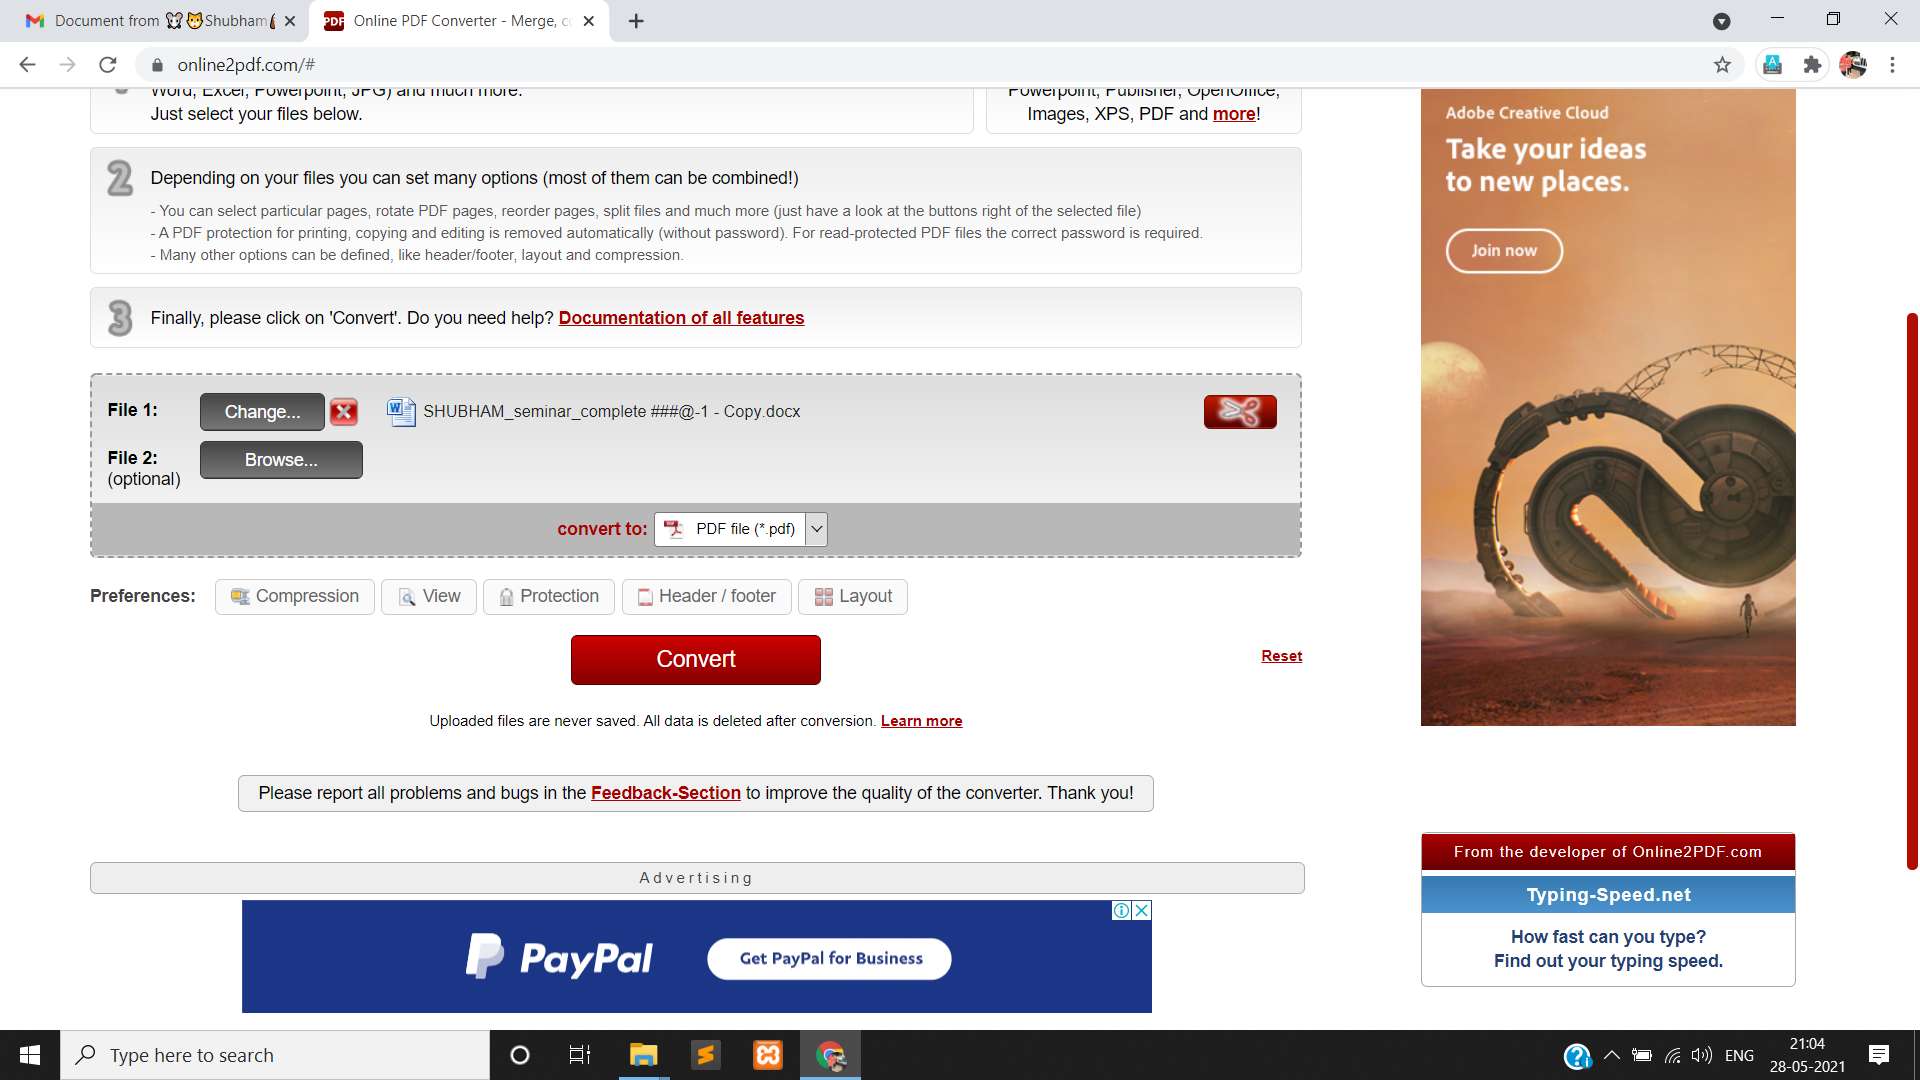 Document from 🐭🐱Shubham
Online PDF Converter - Merge, c
online2pdf.com/#
Word, Excel, Powerpoint, JPG) and much more.
Just select your files below.
Powerpoint, Publisher, OpenOffice,
Images, XPS, PDF and more!
2
Depending on your files you can set many options (most of them can be combined!)
- You can select particular pages, rotate PDF pages, reorder pages, split files and much more (just have a look at the buttons right of the selected file)
- A PDF protection for printing, copying and editing is removed automatically (without password). For read-protected PDF files the correct password is required.
- Many other options can be defined, like header/footer, layout and compression.
3
Finally, please click on 'Convert'. Do you need help? Documentation of all features
File 1:
Change...
SHUBHAM_seminar_complete ###@-1 - Copy.docx
File 2:
(optional)
Browse...
convert to:
PDF file (*.pdf)
Preferences:
Compression
View
Protection
Header / footer
Layout
Convert
Reset
Uploaded files are never saved. All data is deleted after conversion. Learn more
Please report all problems and bugs in the Feedback-Section to improve the quality of the converter. Thank you!
Advertising
PayPal
Get PayPal for Business
Adobe Creative Cloud
Take your ideas
to new places.
Join now
From the developer of Online2PDF.com
Typing-Speed.net
How fast can you type?
Find out your typing speed.
Type here to search
ENG
21:04
28-05-2021